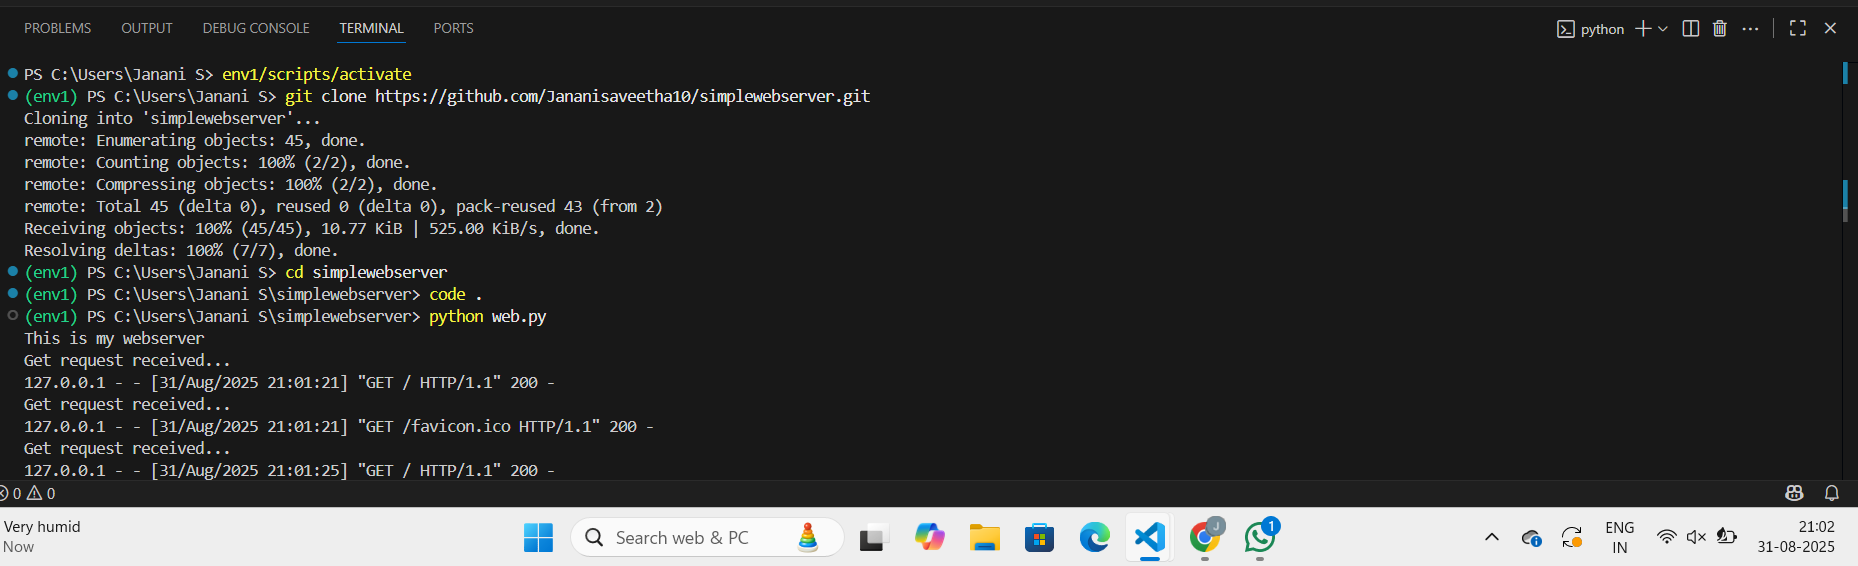 PROBLEMS OUTPUT DEBUG CONSOLE TERMINAL PORTS python
PS C:\Users\Janani S> env1/scripts/activate
(env1) PS C:\Users\Janani S> git clone https://github.com/Jananisaveetha10/simplewebserver.git
Cloning into 'simplewebserver'...
remote: Enumerating objects: 45, done.
remote: Counting objects: 100% (2/2), done.
remote: Compressing objects: 100% (2/2), done.
remote: Total 45 (delta 0), reused 0 (delta 0), pack-reused 43 (from 2)
Receiving objects: 100% (45/45), 10.77 KiB | 525.00 KiB/s, done.
Resolving deltas: 100% (7/7), done.
(env1) PS C:\Users\Janani S> cd simplewebserver
(env1) PS C:\Users\Janani S\simplewebserver> code .
(env1) PS C:\Users\Janani S\simplewebserver> python web.py
This is my webserver
Get request received...
127.0.0.1 - - [31/Aug/2025 21:01:21] "GET / HTTP/1.1" 200 -
Get request received...
127.0.0.1 - - [31/Aug/2025 21:01:21] "GET /favicon.ico HTTP/1.1" 200 -
Get request received...
127.0.0.1 - - [31/Aug/2025 21:01:25] "GET / HTTP/1.1" 200 -
0 0
Very humid
Now
Search web & PC
J
1
ENG
IN
21:02
31-08-2025